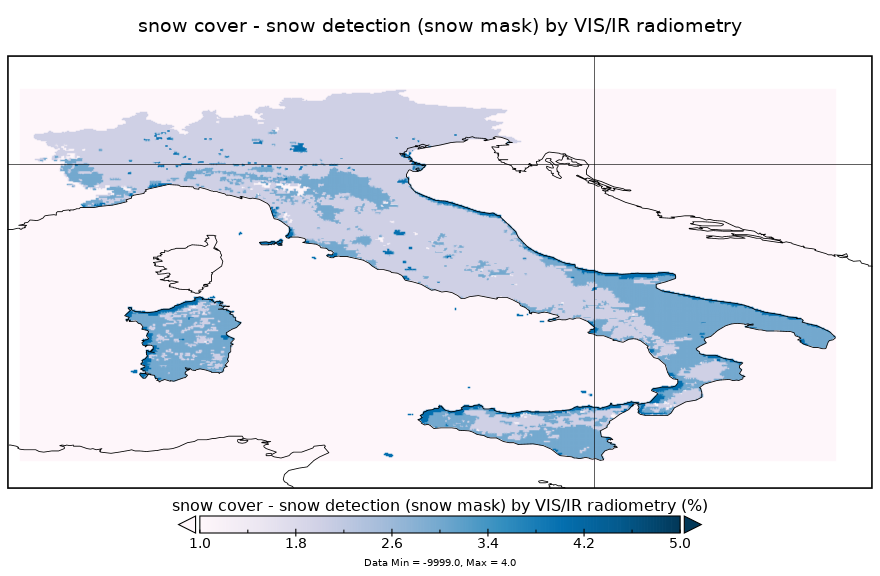 snow cover - snow detection (snow mask) by VIS/IR radiometry
snow cover - snow detection (snow mask) by VIS/IR radiometry (%)
1.0 1.8 2.6 3.4 4.2 5.0
Data Min = -9999.0, Max = 4.0